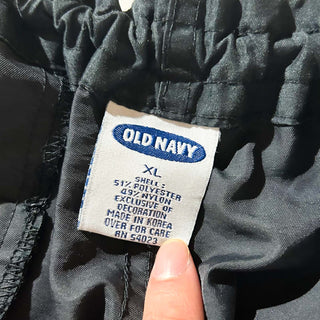 OLD NAVY
XL
SHELL:
51% POLYESTER
49% NYLON
EXCLUSIVE OF
DECORATION
MADE IN KOREA
OVER FOR CARE
RN 54023